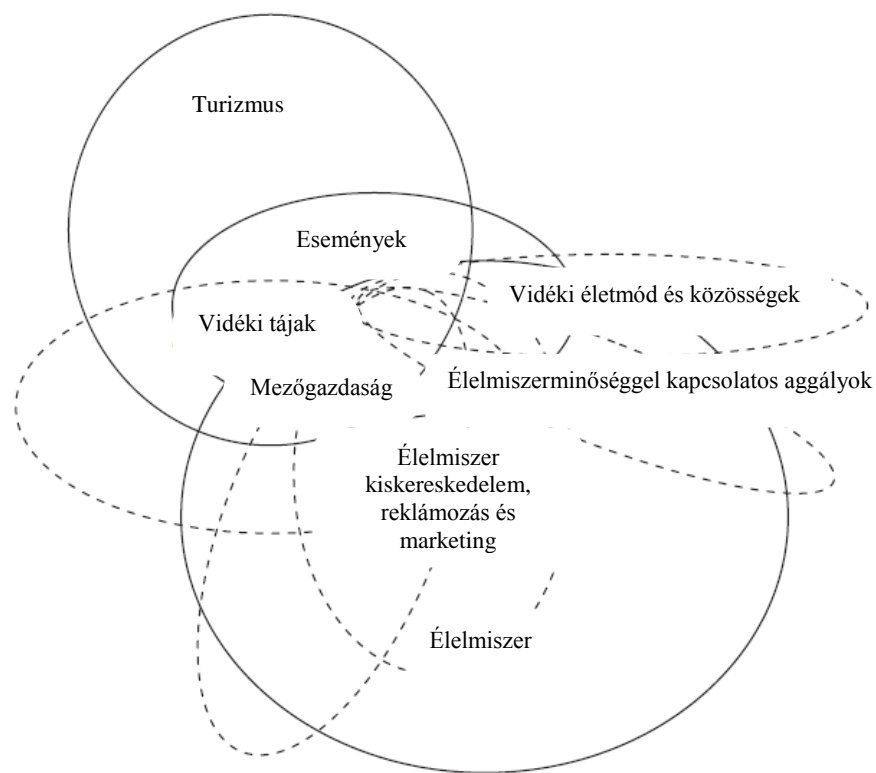 Turizmus
Események
Vidéki életmód és közösségek
Vidéki tájak
Mezőgazdaság
Élelmiszerminőséggel kapcsolatos aggályok
Élelmiszer
kiskereskedelem,
reklámozás és
marketing
Élelmiszer